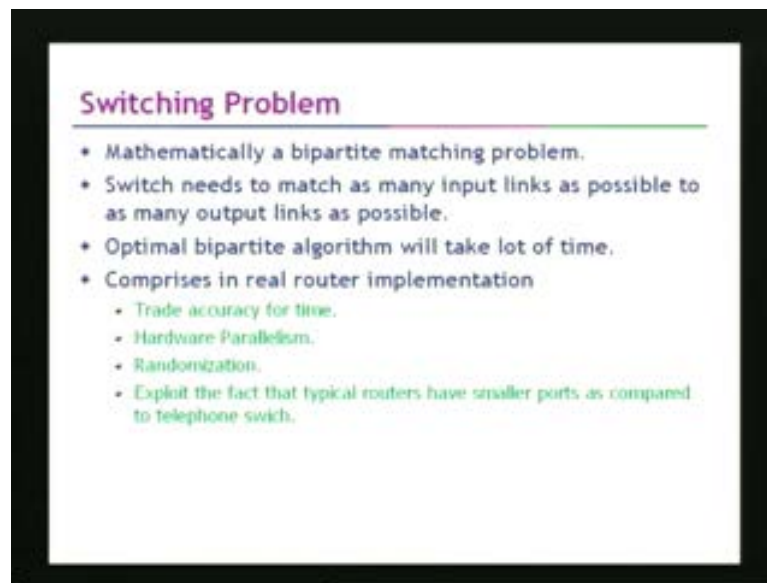 Switching Problem
• Mathematically a bipartite matching problem.
• Switch needs to match as many input links as possible to
as many output links as possible.
• Optimal bipartite algorithm will take lot of time.
• Comprises in real router implementation
• Trade accuracy for time.
• Hardware Parallelism.
• Randomization.
• Exploit the fact that typical routers have smaller ports as compared
to telephone swich.